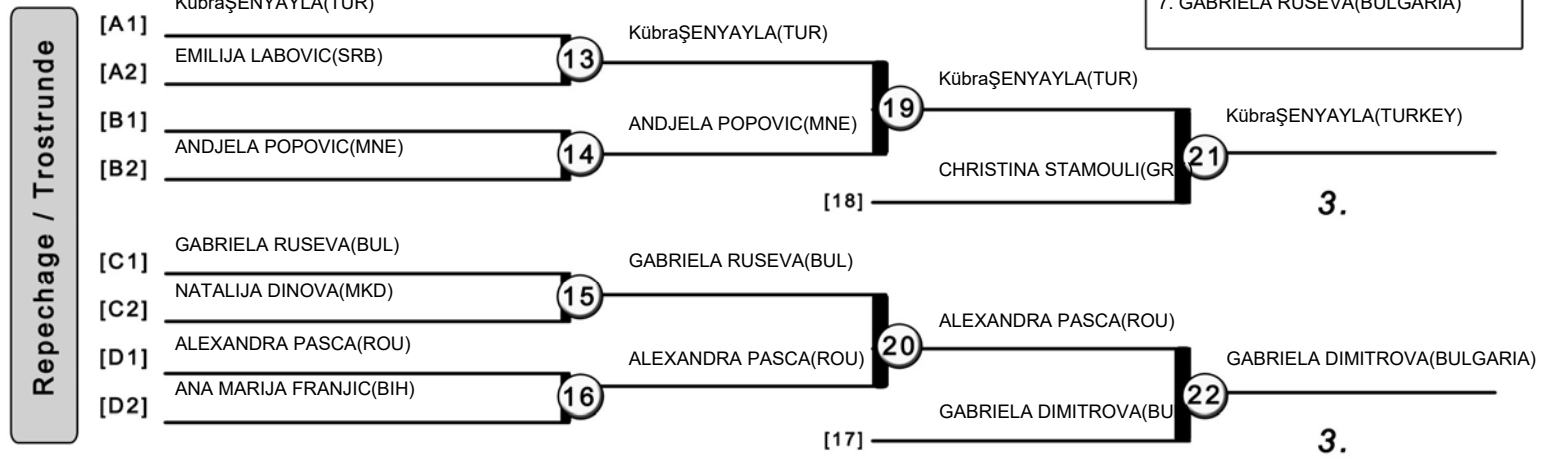 KübraŞENYAYLA(TUR)
7. GABRIELA RUSEVA(BULGARIA)
Repechage / Trostrunde
[A1]
EMILIJA LABOVIC(SRB)
[A2]
13
KübraŞENYAYLA(TUR)
[B1]
ANDJELA POPOVIC(MNE)
[B2]
14
ANDJELA POPOVIC(MNE)
19
KübraŞENYAYLA(TUR)
CHRISTINA STAMOULI(GR
[18]
21
KübraŞENYAYLA(TURKEY)
3.
[C1]
GABRIELA RUSEVA(BUL)
[C2]
NATALIJA DINOVA(MKD)
15
GABRIELA RUSEVA(BUL)
[D1]
ALEXANDRA PASCA(ROU)
[D2]
ANA MARIJA FRANJIC(BIH)
16
ALEXANDRA PASCA(ROU)
20
ALEXANDRA PASCA(ROU)
GABRIELA DIMITROVA(BU
[17]
22
GABRIELA DIMITROVA(BULGARIA)
3.